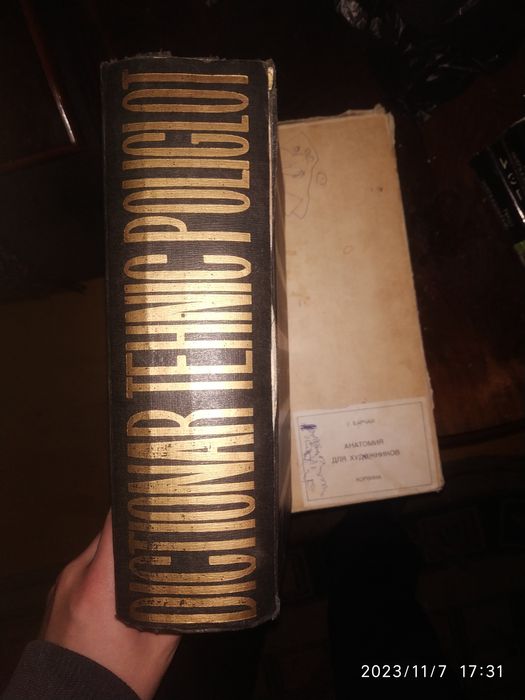 DICTIONAR TEHNIC POLIGLOT
БАРЧАИ
АНАТОМИЯ
ДЛЯ ХУДОЖНИКОВ
КОРВИНА
2023/11/7 17:31